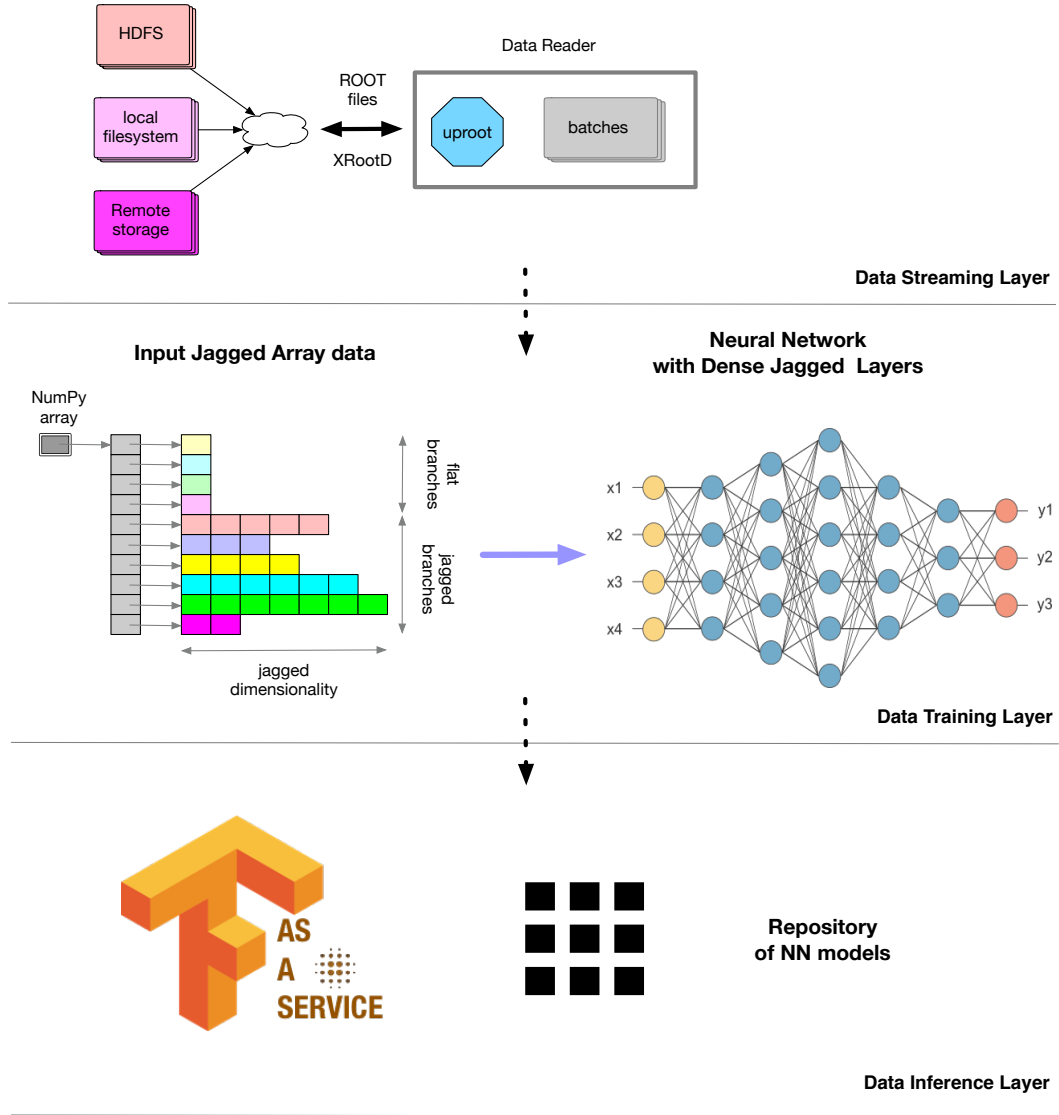 HDFS
local
filesystem
Remote
storage
ROOT
files
XRootD
Data Reader
uproot
batches
Data Streaming Layer
Input Jagged Array data
Neural Network
with Dense Jagged Layers
NumPy
array
flat
branches
jagged
branches
jagged
dimensionality
x1
x2
x3
x4
y1
y2
y3
Data Training Layer
AS
A
SERVICE
Repository
of NN models
Data Inference Layer